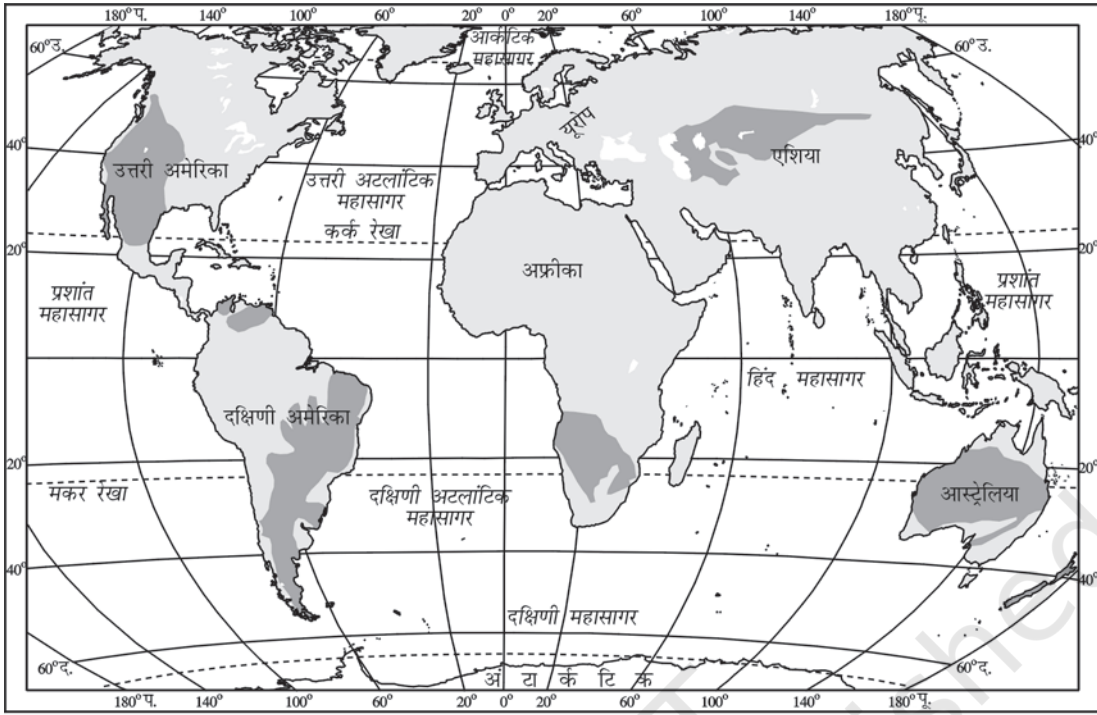 180° प. 140° 100° 60° 20° 0° 20° 60° 100° 140° 180° पू.
60° उ.
आर्कटिक
महासागर
60° उ.
यूरोप
40°
40°
उत्तरी अमेरिका
एशिया
उत्तरी अटलांटिक
महासागर
कर्क रेखा
20°
20°
अफ्रीका
प्रशांत
महासागर
प्रशांत
महासागर
हिंद महासागर
दक्षिणी अमेरिका
20°
20°
मकर रेखा
दक्षिणी अटलांटिक
महासागर
आस्ट्रेलिया
40°
40°
दक्षिणी महासागर
60° द.
60° द.
अंटार्कटिक
180° प. 140° 100° 60° 20° 0° 20° 60° 100° 140° 180° पू.